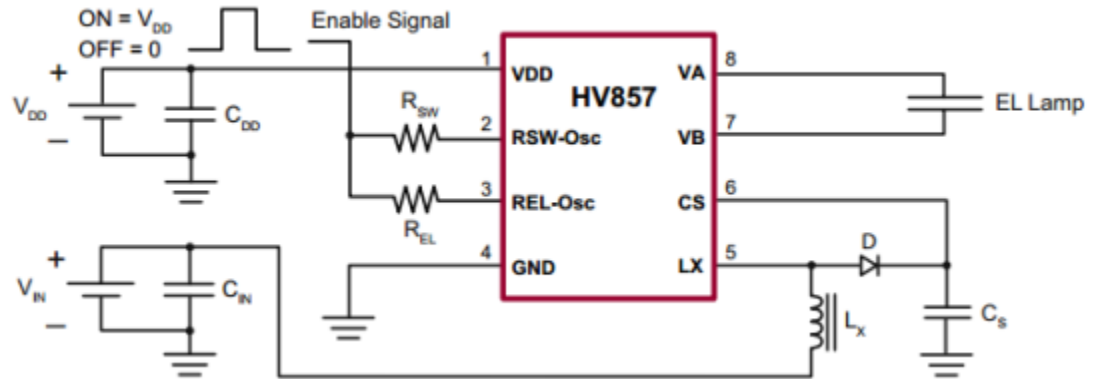 ON = VDD
OFF = 0
Enable Signal
+
VDD
–
CDD
RSW
REL
1
2
3
4
VDD
RSW-Osc
REL-Osc
GND
HV857
VA
VB
CS
LX
8
7
6
5
EL Lamp
D
LX
CS
+
VIN
–
CIN